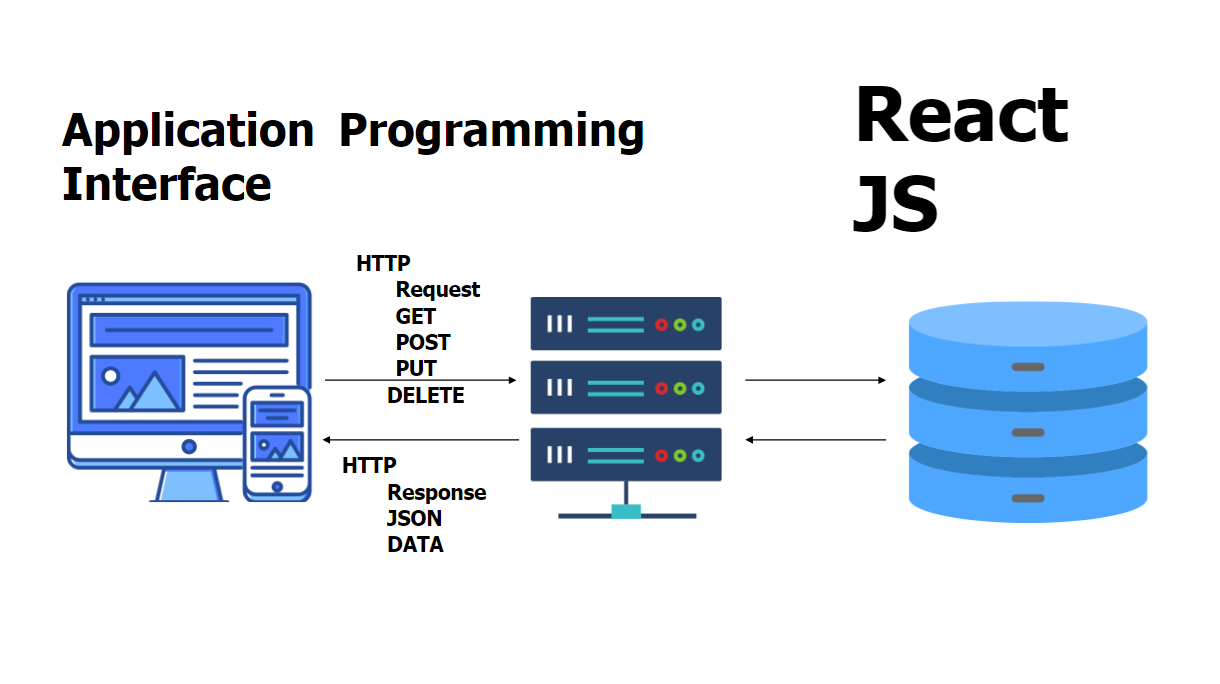 Application Programming
Interface
React
JS
HTTP
Request
GET
POST
PUT
DELETE
HTTP
Response
JSON
DATA